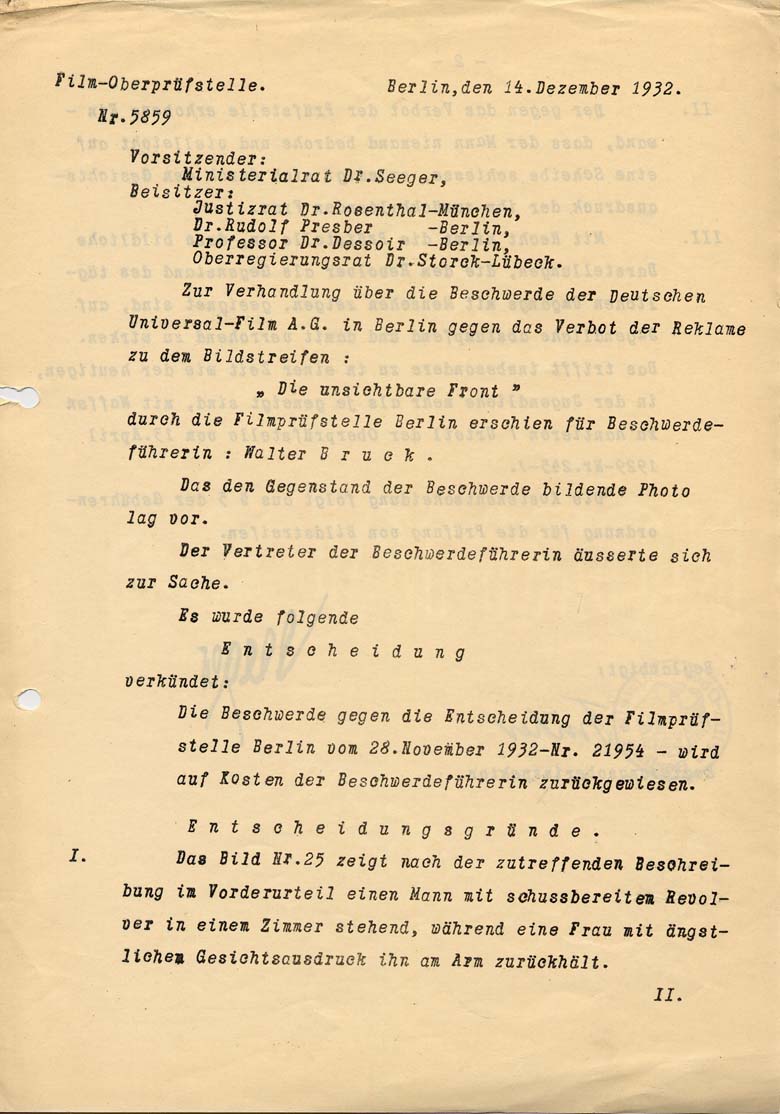 Film-Oberprüfstelle. Berlin,den 14.Dezember 1932.
Nr.5859
Vorsitzender:
Ministerialrat Dr.Seeger,
Beisitzer:
Justizrat Dr.Rosenthal-München,
Dr.Rudolf Presber -Berlin,
Professor Dr.Dessoir -Berlin,
Oberregierungsrat Dr.Storck-Lübeck.
Zur Verhandlung über die Beschwerde der Deutschen
Universal-Film A.G. in Berlin gegen das Verbot der Reklame
zu dem Bildstreifen :
„ Die unsichtbare Front ”
durch die Filmprüfstelle Berlin erschien für Beschwerde-
führerin : Walter B r u c k .
Das den Gegenstand der Beschwerde bildende Photo
lag vor.
Der Vertreter der Beschwerdeführerin äusserte sich
zur Sache.
Es wurde folgende
E n t s c h e i d u n g
verkündet:
Die Beschwerde gegen die Entscheidung der Filmprüf-
stelle Berlin vom 28.November 1932-Nr. 21954 - wird
auf Kosten der Beschwerdeführerin zurückgewiesen.
E n t s c h e i d u n g s g r ü n d e .
I. Das Bild Nr.25 zeigt nach der zutreffenden Beschrei-
bung im Vorderurteil einen Mann mit schussbereitem Revol-
ver in einem Zimmer stehend, während eine Frau mit ängst-
lichem Gesichtsausdruck ihn am Arm zurückhält.
II.